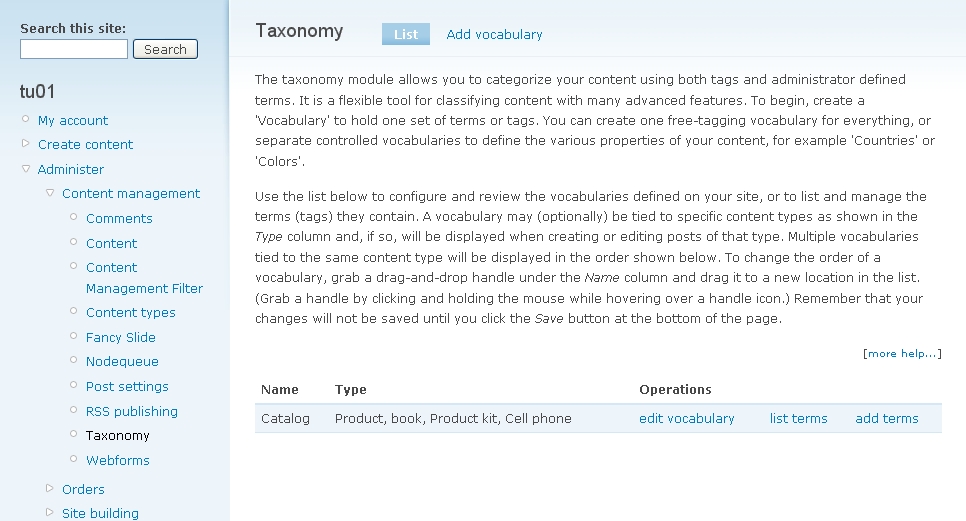 Search this site:
Search
tu01
My account
Create content
Administer
Content management
Comments
Content
Content
Management Filter
Content types
Fancy Slide
Nodequeue
Post settings
RSS publishing
Taxonomy
Webforms
Orders
Site building
Taxonomy List Add vocabulary
The taxonomy module allows you to categorize your content using both tags and administrator defined
terms. It is a flexible tool for classifying content with many advanced features. To begin, create a
'Vocabulary' to hold one set of terms or tags. You can create one free-tagging vocabulary for everything, or
separate controlled vocabularies to define the various properties of your content, for example 'Countries' or
'Colors'.
Use the list below to configure and review the vocabularies defined on your site, or to list and manage the
terms (tags) they contain. A vocabulary may (optionally) be tied to specific content types as shown in the
Type column and, if so, will be displayed when creating or editing posts of that type. Multiple vocabularies
tied to the same content type will be displayed in the order shown below. To change the order of a
vocabulary, grab a drag-and-drop handle under the Name column and drag it to a new location in the list.
(Grab a handle by clicking and holding the mouse while hovering over a handle icon.) Remember that your
changes will not be saved until you click the Save button at the bottom of the page.
[more help...]
Name Type Operations
Catalog Product, book, Product kit, Cell phone edit vocabulary list terms add terms